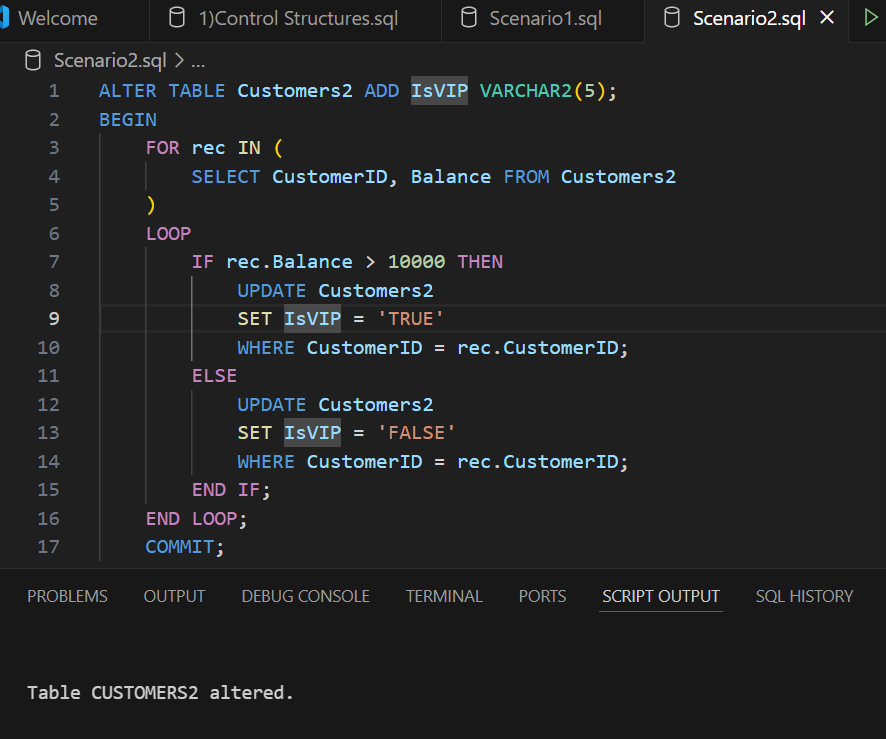 Welcome 1)Control Structures.sql Scenario1.sql Scenario2.sql
Scenario2.sql > ...
1 ALTER TABLE Customers2 ADD IsVIP VARCHAR2(5);
2 BEGIN
3 FOR rec IN (
4 SELECT CustomerID, Balance FROM Customers2
5 )
6 LOOP
7 IF rec.Balance > 10000 THEN
8 UPDATE Customers2
9 SET IsVIP = 'TRUE'
10 WHERE CustomerID = rec.CustomerID;
11 ELSE
12 UPDATE Customers2
13 SET IsVIP = 'FALSE'
14 WHERE CustomerID = rec.CustomerID;
15 END IF;
16 END LOOP;
17 COMMIT;
PROBLEMS OUTPUT DEBUG CONSOLE TERMINAL PORTS SCRIPT OUTPUT SQL HISTORY
Table CUSTOMERS2 altered.